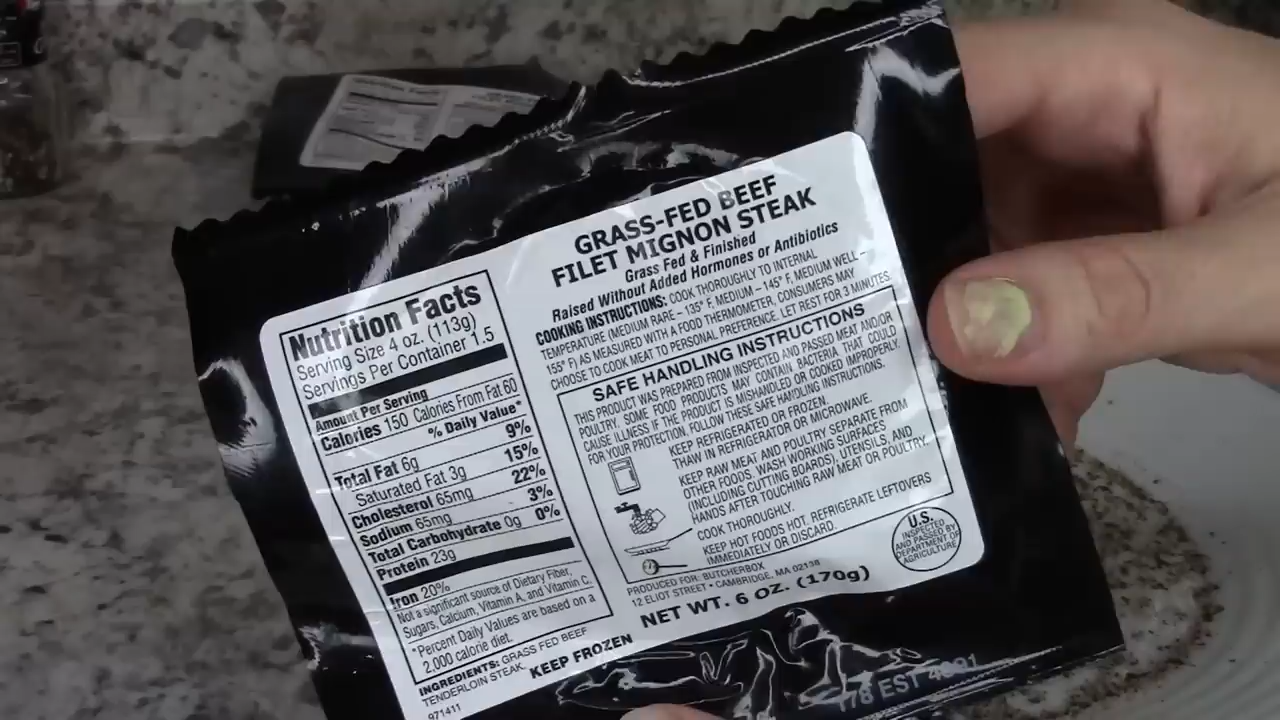 Nutrition Facts
Serving Size 4 oz. (113g)
Servings Per Container 1.5
Amount Per Serving
Calories 150 Calories From Fat 60
% Daily Value*
Total Fat 6g 9%
Saturated Fat 3g 15%
Cholesterol 65mg 22%
Sodium 65mg 3%
Total Carbohydrate 0g 0%
Protein 23g
Iron 20%
Not a significant source of Dietary Fiber,
Sugars, Calcium, Vitamin A, and Vitamin C.
*Percent Daily Values are based on a
2,000 calorie diet.
INGREDIENTS: GRASS FED BEEF
TENDERLOIN STEAK.
971411
KEEP FROZEN
GRASS-FED BEEF
FILET MIGNON STEAK
Grass Fed & Finished
Raised Without Added Hormones or Antibiotics
COOKING INSTRUCTIONS: COOK THOROUGHLY TO INTERNAL
TEMPERATURE (MEDIUM RARE – 135° F, MEDIUM – 145° F, MEDIUM WELL –
155° F) AS MEASURED WITH A FOOD THERMOMETER. CONSUMERS MAY
CHOOSE TO COOK MEAT TO PERSONAL PREFERENCE. LET REST FOR 3 MINUTES.
SAFE HANDLING INSTRUCTIONS
THIS PRODUCT WAS PREPARED FROM INSPECTED AND PASSED MEAT AND/OR
POULTRY. SOME FOOD PRODUCTS MAY CONTAIN BACTERIA THAT COULD
CAUSE ILLNESS IF THE PRODUCT IS MISHANDLED OR COOKED IMPROPERLY.
FOR YOUR PROTECTION, FOLLOW THESE SAFE HANDLING INSTRUCTIONS.
KEEP REFRIGERATED OR FROZEN.
THAW IN REFRIGERATOR OR MICROWAVE.
KEEP RAW MEAT AND POULTRY SEPARATE FROM
OTHER FOODS. WASH WORKING SURFACES
(INCLUDING CUTTING BOARDS), UTENSILS, AND
HANDS AFTER TOUCHING RAW MEAT OR POULTRY.
COOK THOROUGHLY.
KEEP HOT FOODS HOT. REFRIGERATE LEFTOVERS
IMMEDIATELY OR DISCARD.
PRODUCED FOR: BUTCHERBOX
12 ELIOT STREET • CAMBRIDGE, MA 02138
NET WT. 6 OZ. (170g)
U.S.
INSPECTED
AND PASSED BY
DEPARTMENT OF
AGRICULTURE
178 EST